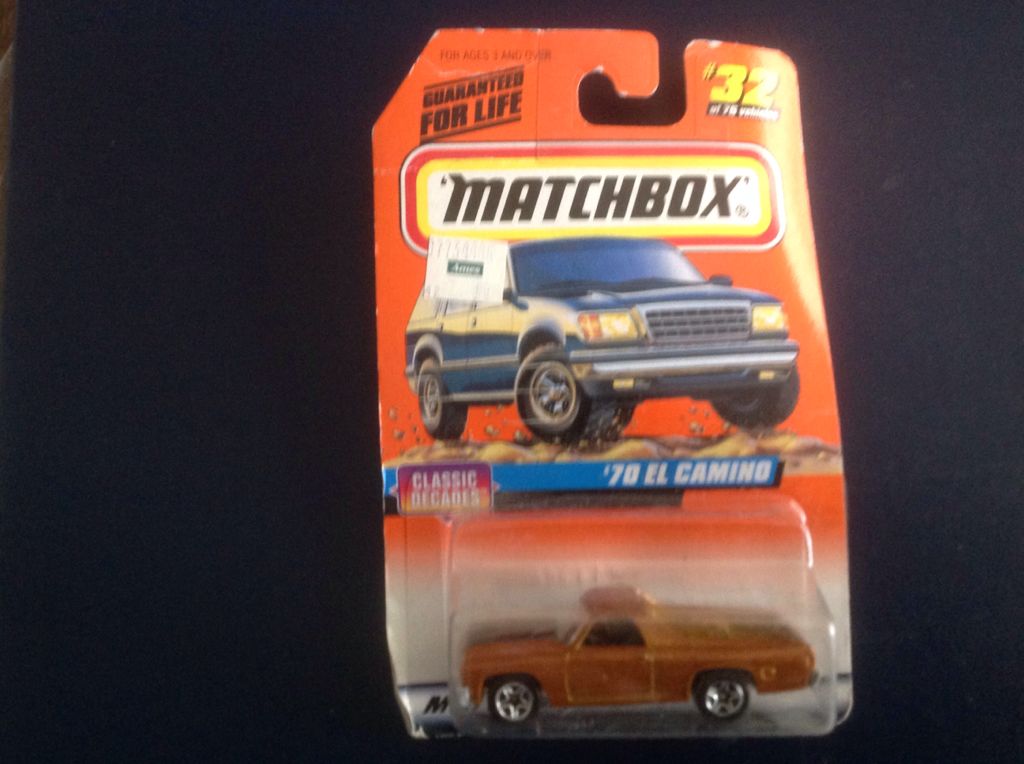 FOR AGES 3 AND OVER
GUARANTEED
FOR LIFE
#32
of 75 vehicles
'MATCHBOX'®
Ames
'70 EL CAMINO
CLASSIC
DECADES
M